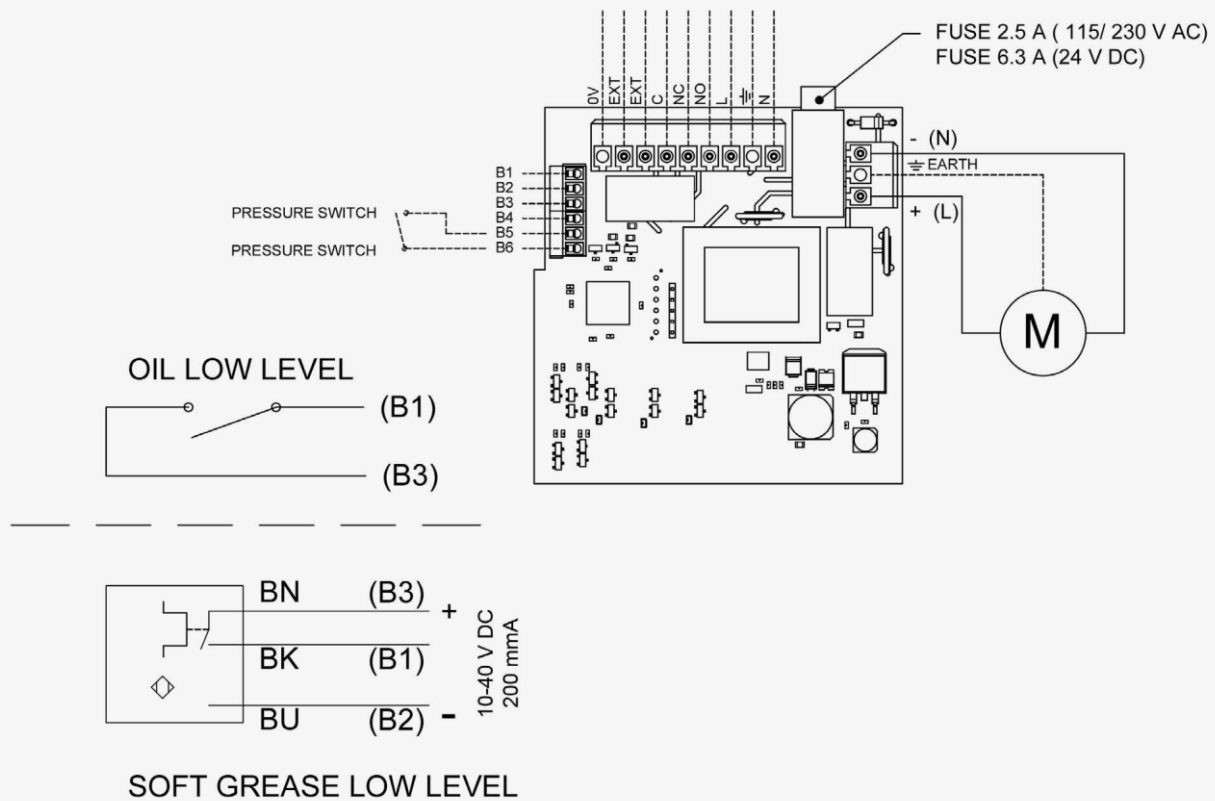 FUSE 2.5 A ( 115/ 230 V AC)
FUSE 6.3 A (24 V DC)
0V
EXT
EXT
C
NC
NO
L
N
- (N)
EARTH
+ (L)
B1
B2
B3
B4
B5
B6
PRESSURE SWITCH
PRESSURE SWITCH
M
OIL LOW LEVEL
(B1)
(B3)
BN (B3) +
BK (B1)
BU (B2) -
10-40 V DC
200 mmA
SOFT GREASE LOW LEVEL